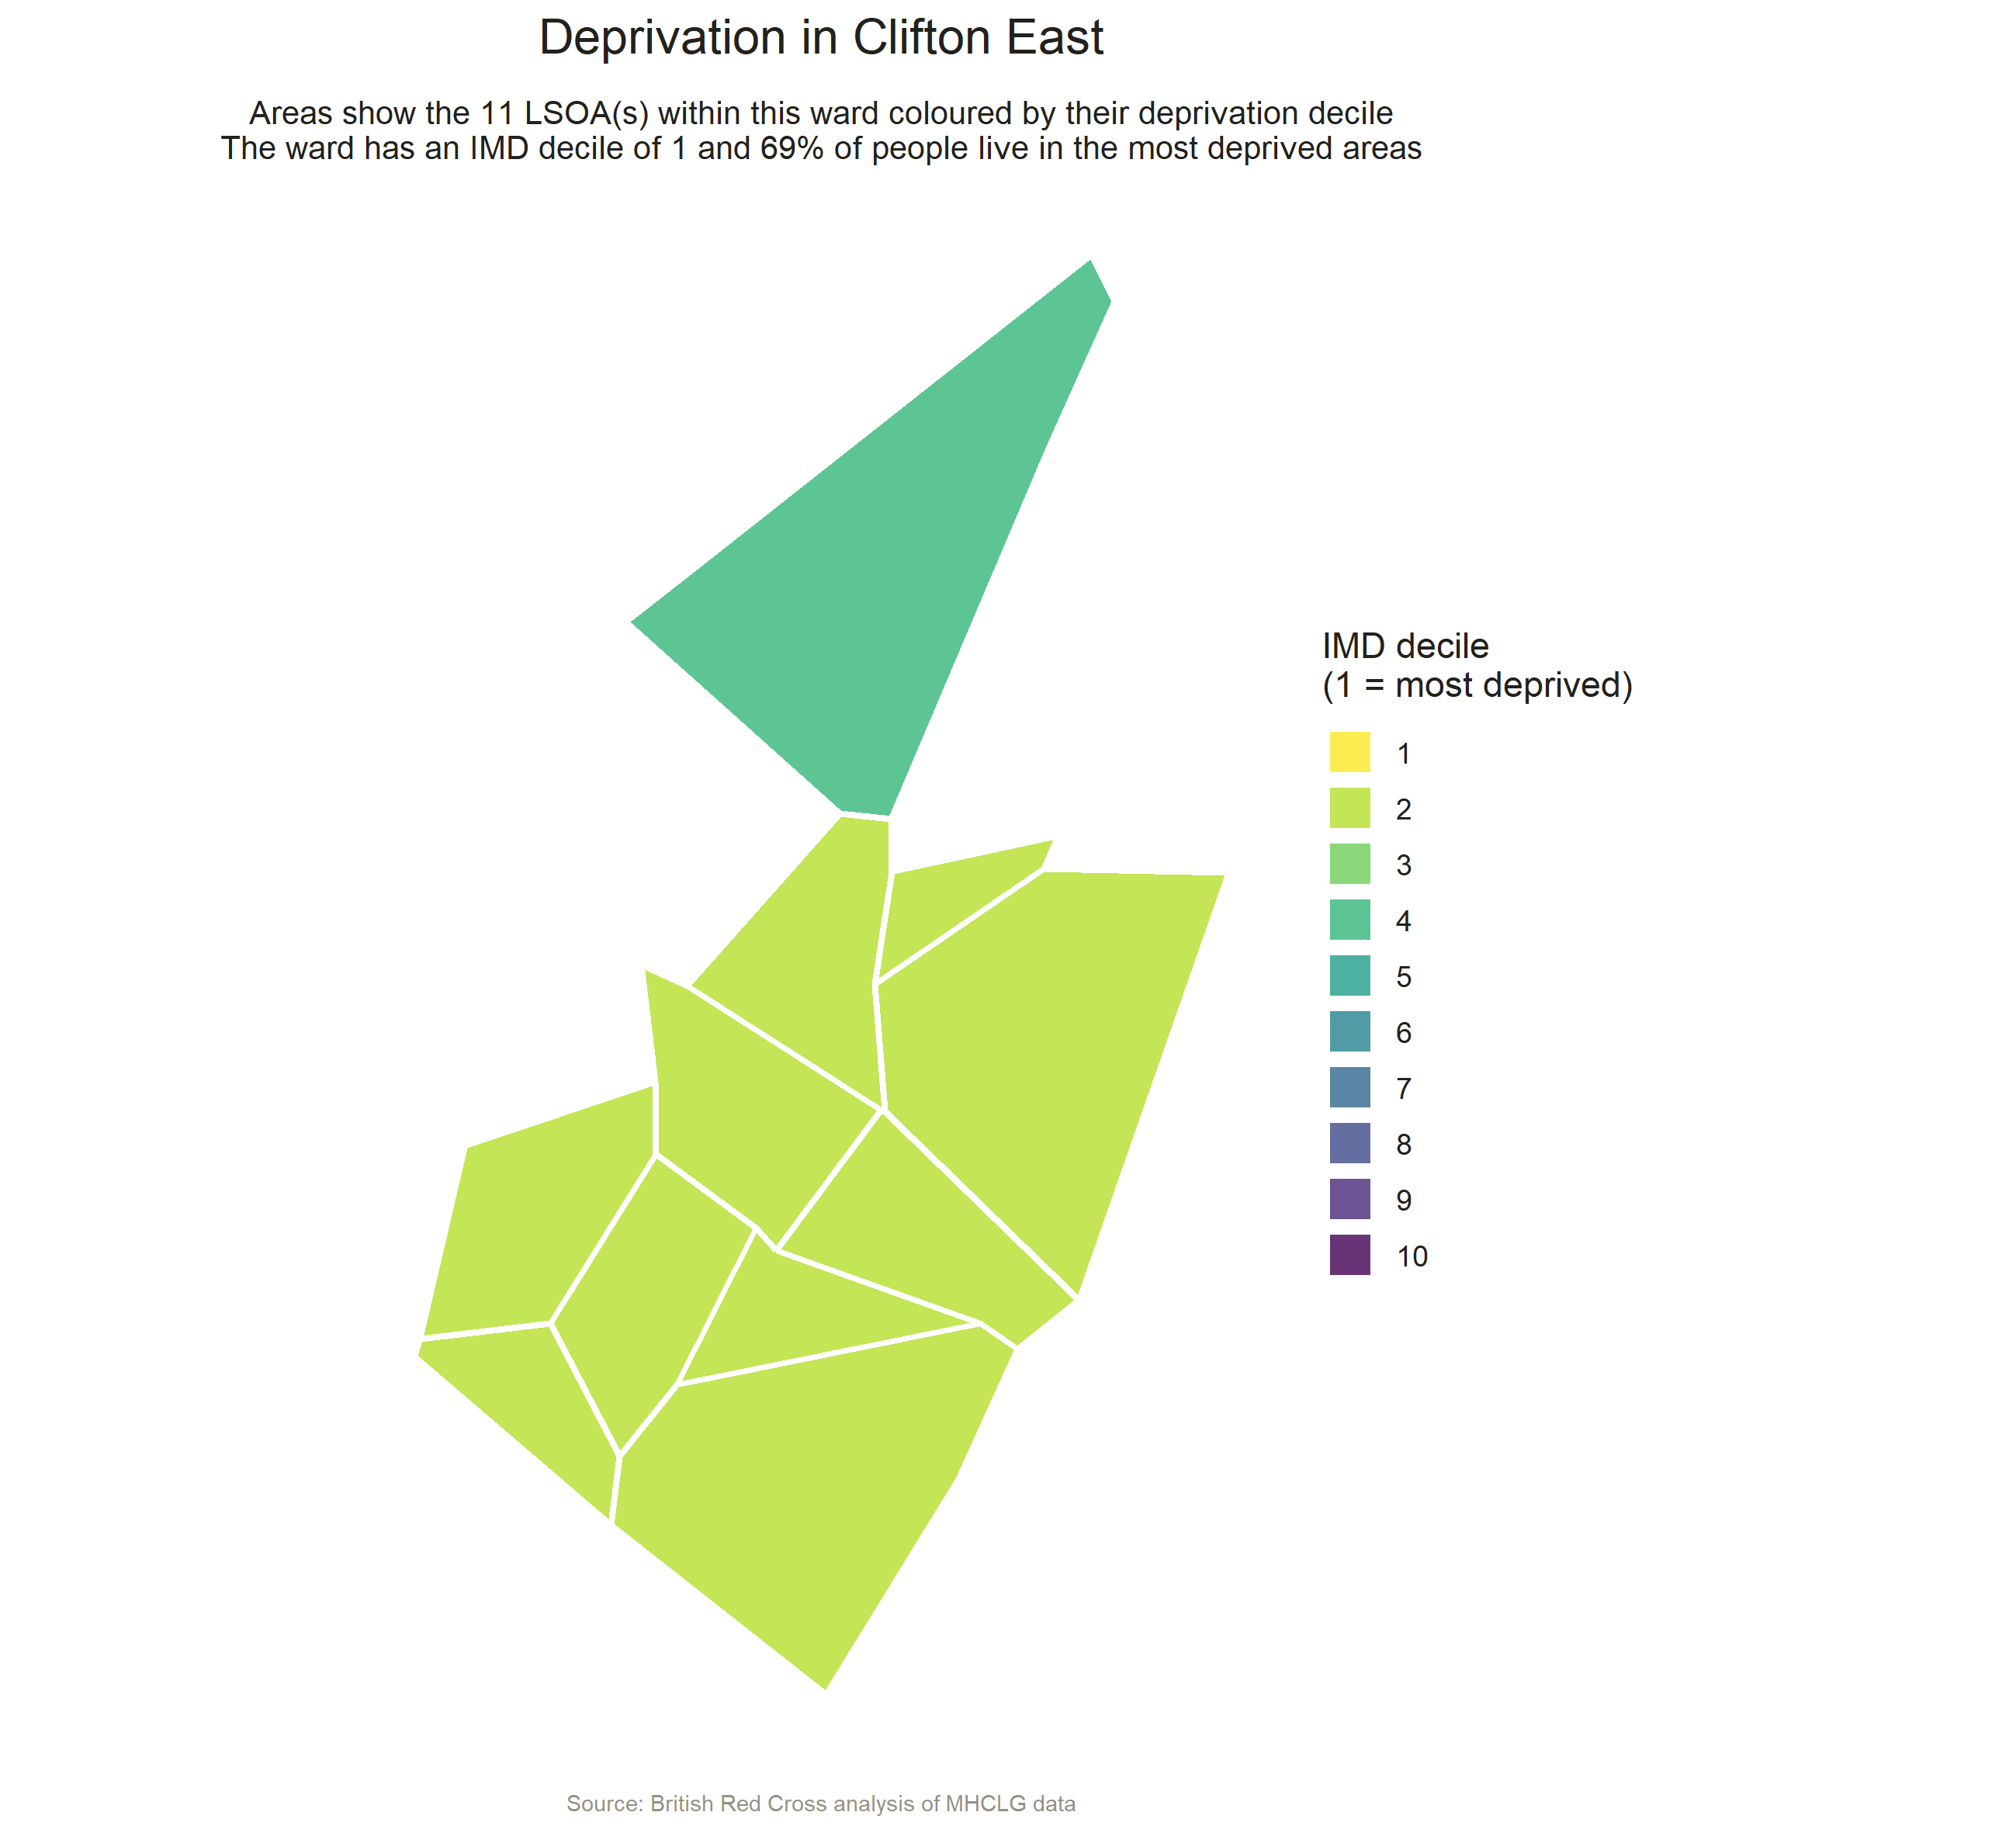 Deprivation in Clifton East
Areas show the 11 LSOA(s) within this ward coloured by their deprivation decile
The ward has an IMD decile of 1 and 69% of people live in the most deprived areas
IMD decile
(1 = most deprived)
1
2
3
4
5
6
7
8
9
10
Source: British Red Cross analysis of MHCLG data